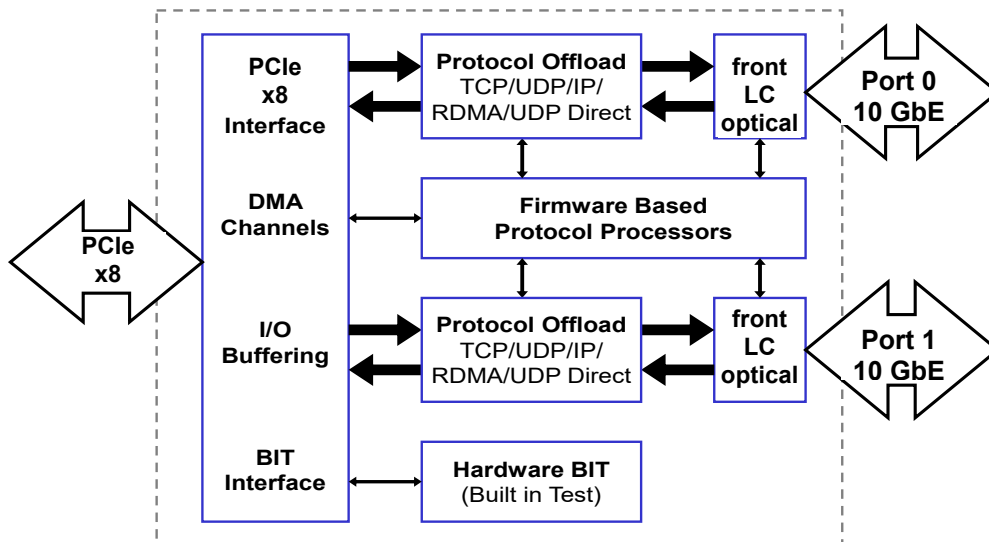 PCIe
x8
PCIe
x8
Interface
DMA
Channels
I/O
Buffering
BIT
Interface
Protocol Offload
TCP/UDP/IP/
RDMA/UDP Direct
front
LC
optical
Port 0
10 GbE
Firmware Based
Protocol Processors
Protocol Offload
TCP/UDP/IP/
RDMA/UDP Direct
front
LC
optical
Port 1
10 GbE
Hardware BIT
(Built in Test)